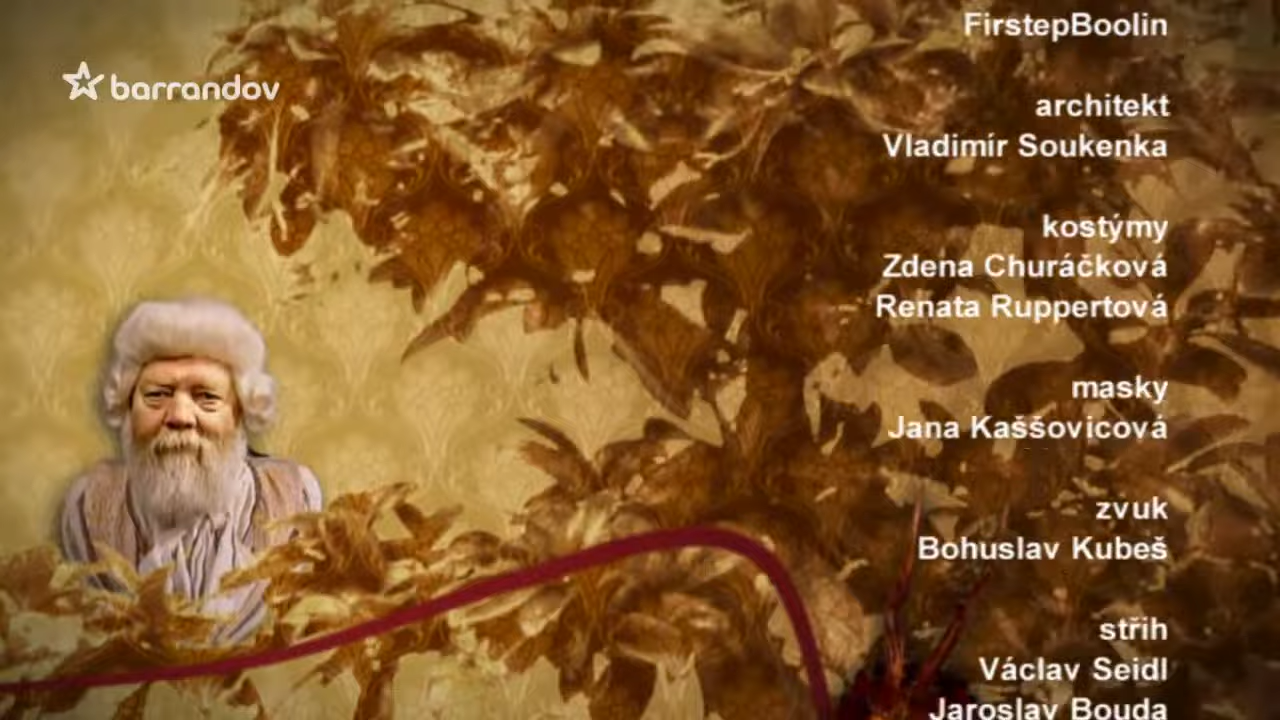 barrandov
FirstepBoolin
architekt
Vladimír Soukenka
kostýmy
Zdena Churáčková
Renata Ruppertová
masky
Jana Kaššovicová
zvuk
Bohuslav Kubeš
střih
Václav Seidl
Jaroslav Bouda